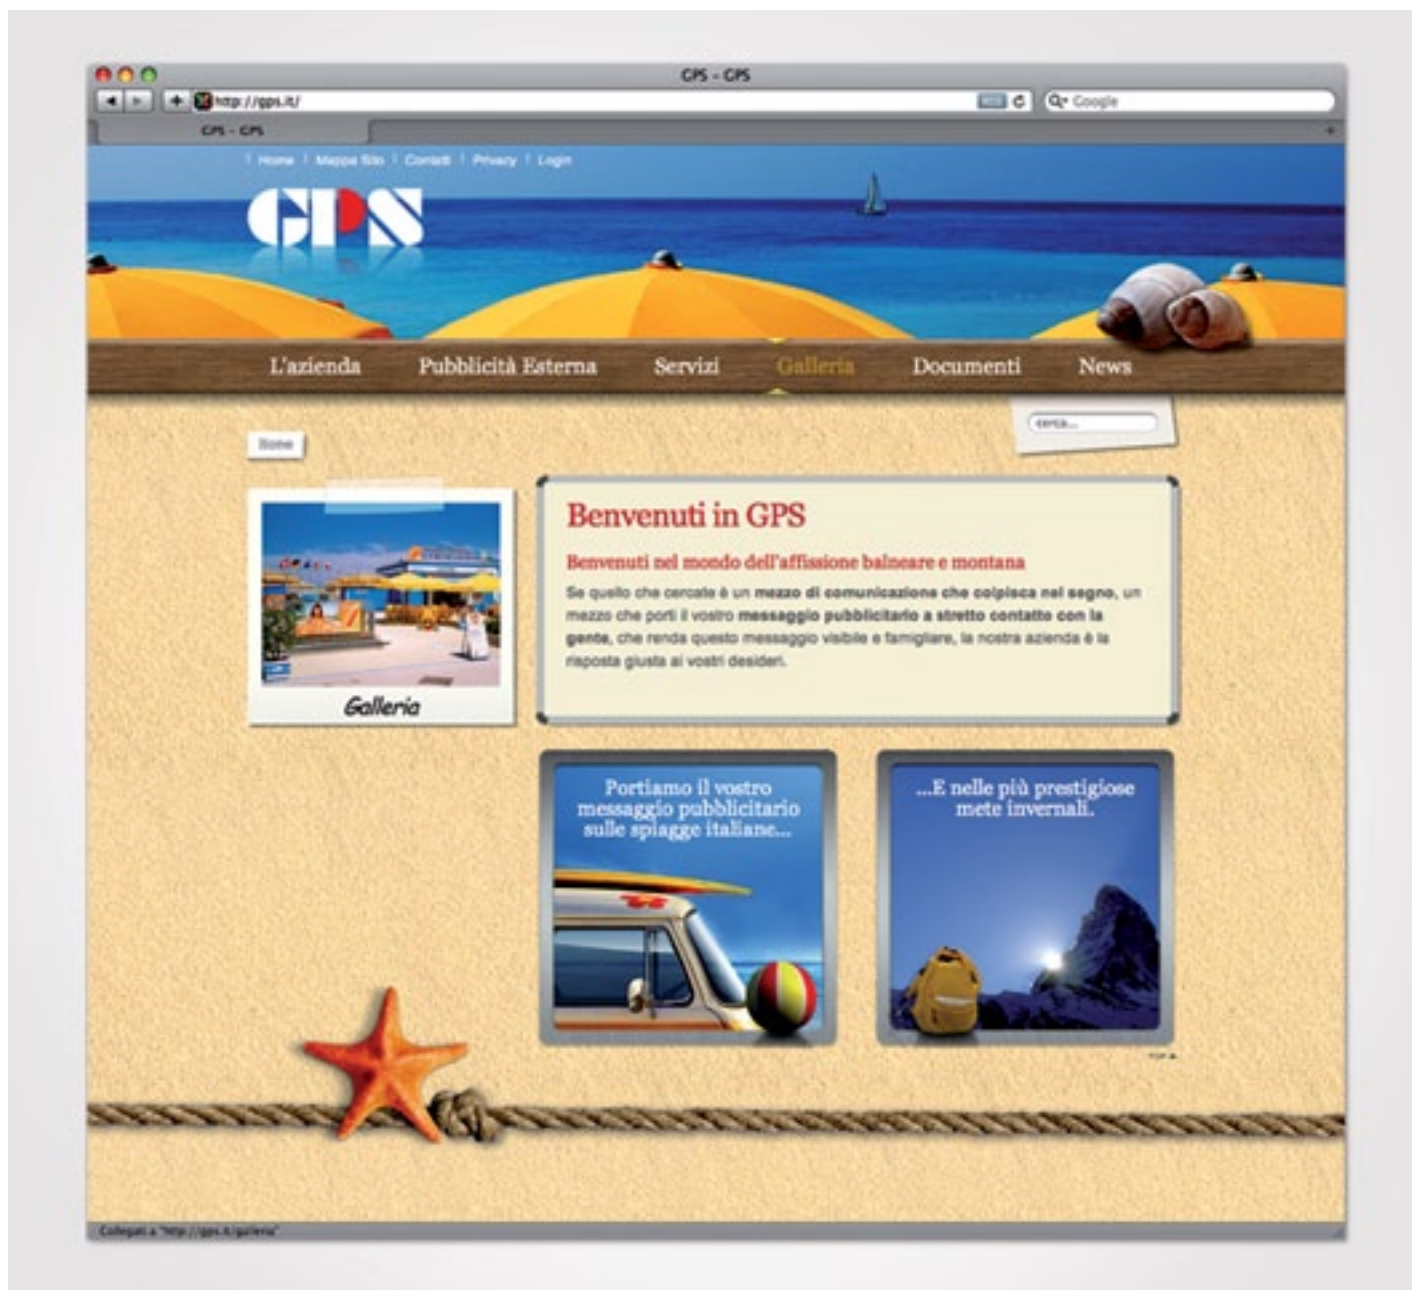 GPS - GPS
http://gps.it/
Google
GPS - GPS
Home | Mappa Sito | Contatti | Privacy | Login
GPS
L'azienda Pubblicità Esterna Servizi Galleria Documenti News
cerca...
Home
Benvenuti in GPS
Benvenuti nel mondo dell'affissione balneare e montana
Se quello che cercate è un mezzo di comunicazione che colpisca nel segno, un
mezzo che porti il vostro messaggio pubblicitario a stretto contatto con la
gente, che renda questo messaggio visibile e famigliare, la nostra azienda è la
risposta giusta ai vostri desideri.
Galleria
Portiamo il vostro
messaggio pubblicitario
sulle spiagge italiane...
...E nelle più prestigiose
mete invernali.
TOP
Collegati a "http://gps.it/galleria"